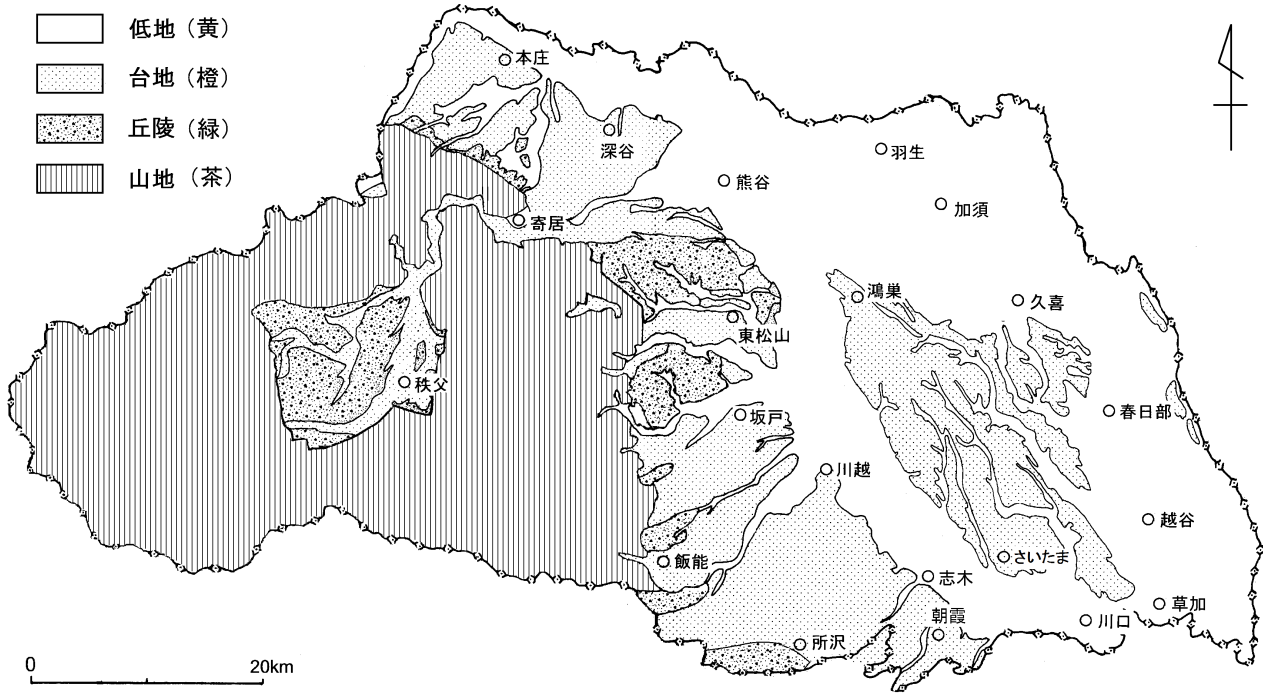 低地（黄）
台地（橙）
丘陵（緑）
山地（茶）
本庄
深谷
羽生
熊谷
加須
寄居
鴻巣
久喜
東松山
秩父
坂戸
春日部
川越
越谷
飯能
さいたま
志木
朝霞
草加
川口
所沢
0 20km